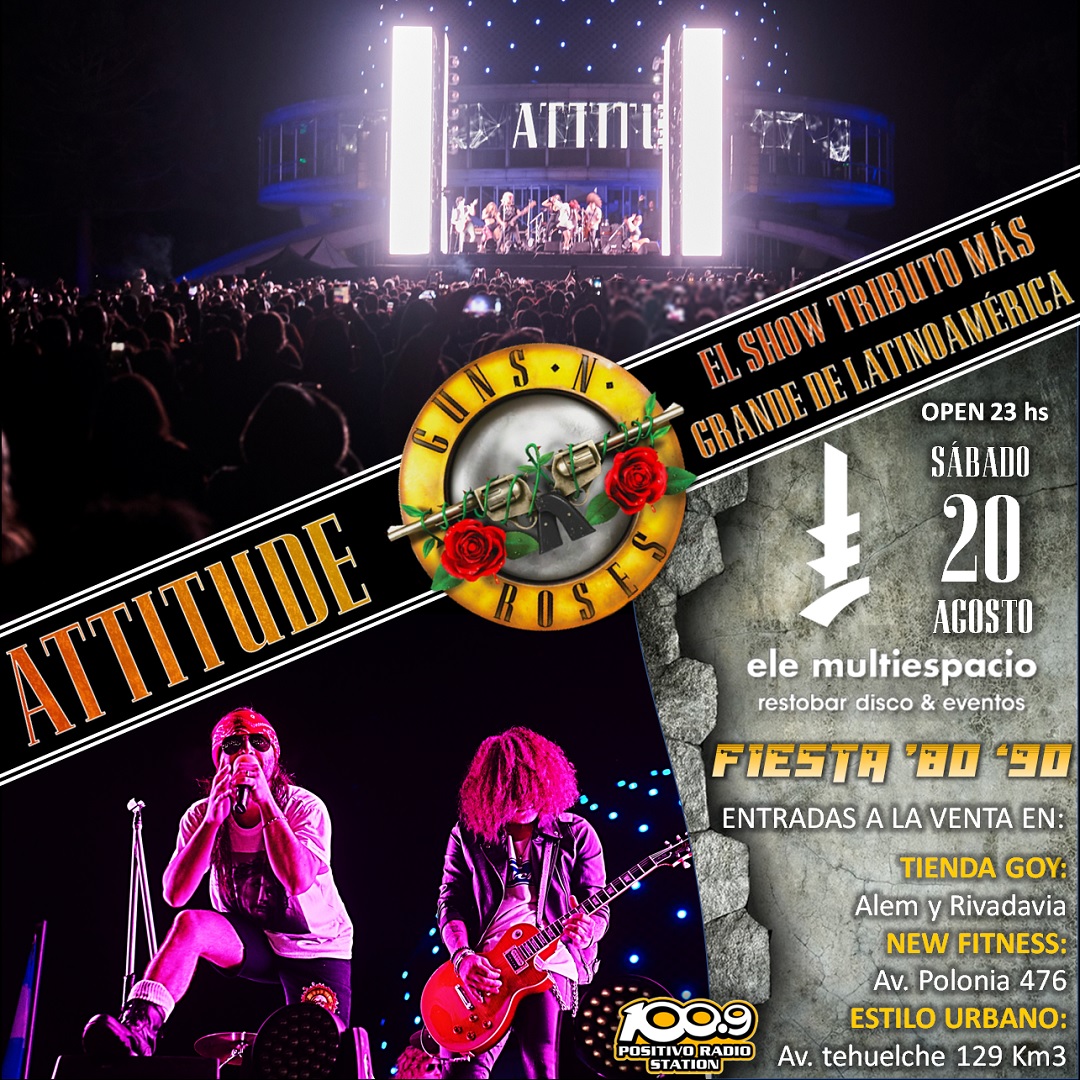 ATTITU
EL SHOW TRIBUTO MÁS
GRANDE DE LATINOAMÉRICA
GUNS·N·
ROSES
ATTITUDE
OPEN 23 hs
SÁBADO
20
AGOSTO
ele multiespacio
restobar disco & eventos
FIESTA '80 ‘90
ENTRADAS A LA VENTA EN:
TIENDA GOY:
Alem y Rivadavia
NEW FITNESS:
Av. Polonia 476
ESTILO URBANO:
Av. tehuelche 129 Km3
100.9
POSITIVO RADIO
STATION